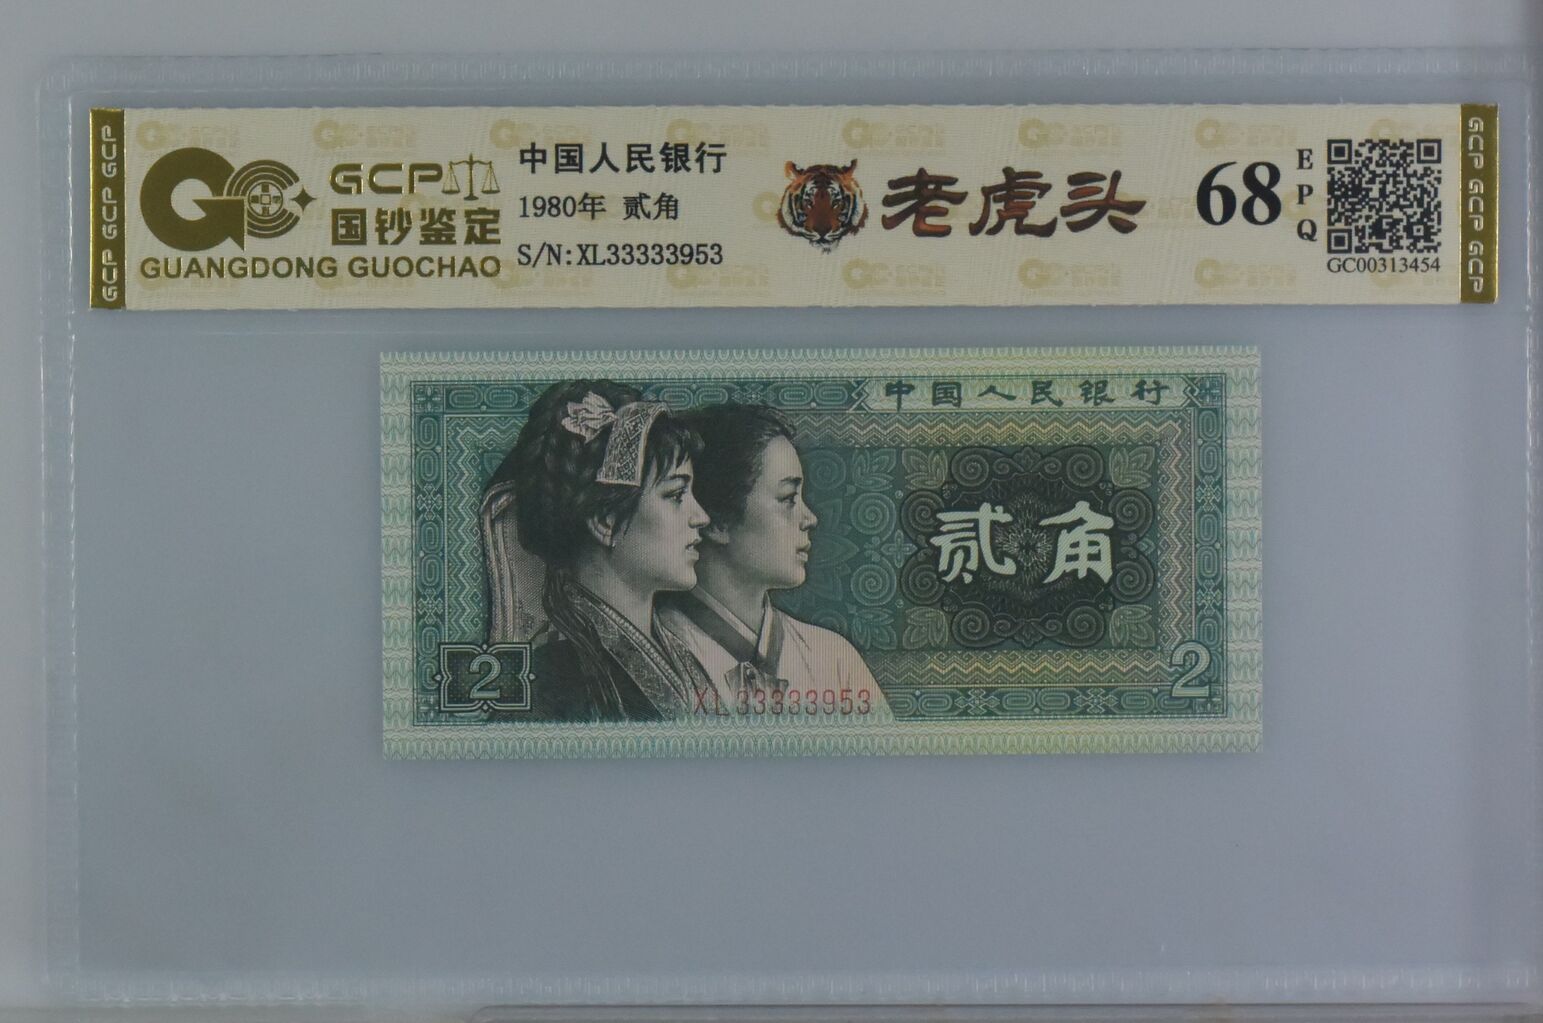 GCP
国钞鉴定
GUANGDONG GUOCHAO
中国人民银行
1980年 贰角
S/N:XL33333953
老虎头
68
EPQ
GC00313454
GCP GCP GCP
GCP GCP GCP
中国人民银行
贰角
2
2
XL 33333953